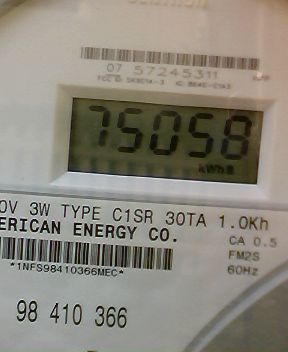 07 57245311
75058
kWh
0V 3W TYPE C1SR 30TA 1.0Kh
ERICAN ENERGY CO.
CA 0.5
FM2S
60Hz
*1NFS98410366MEC*
98 410 366